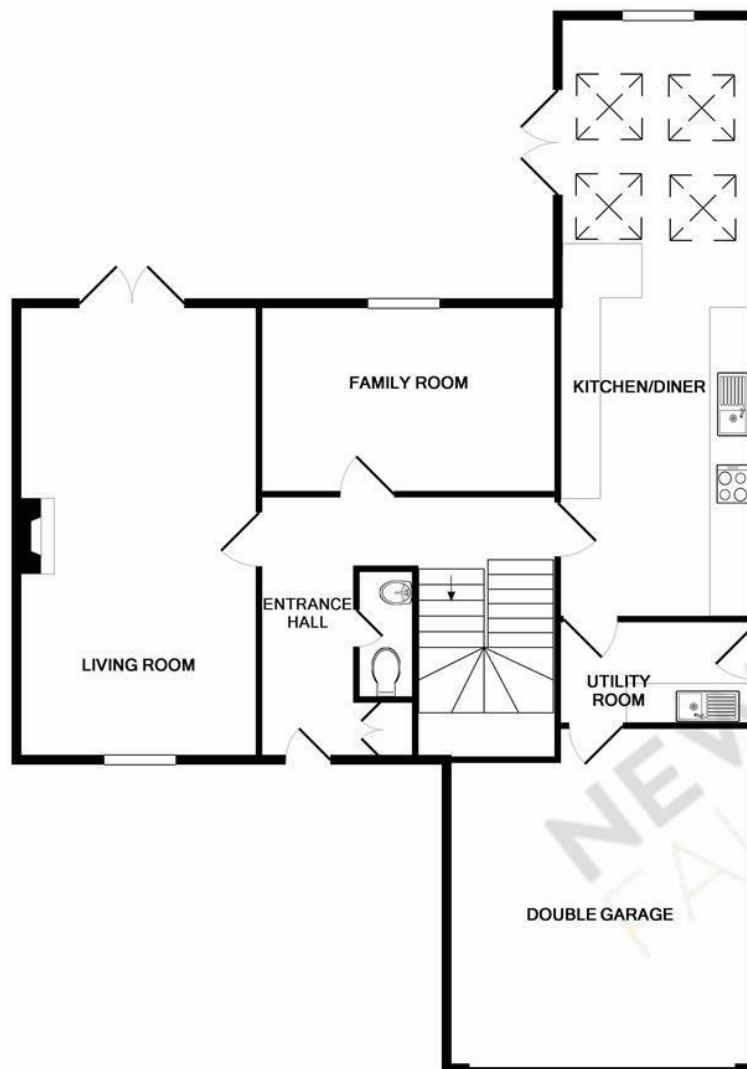 FAMILY ROOM
KITCHEN/DINER
ENTRANCE
HALL
LIVING ROOM
UTILITY
ROOM
DOUBLE GARAGE